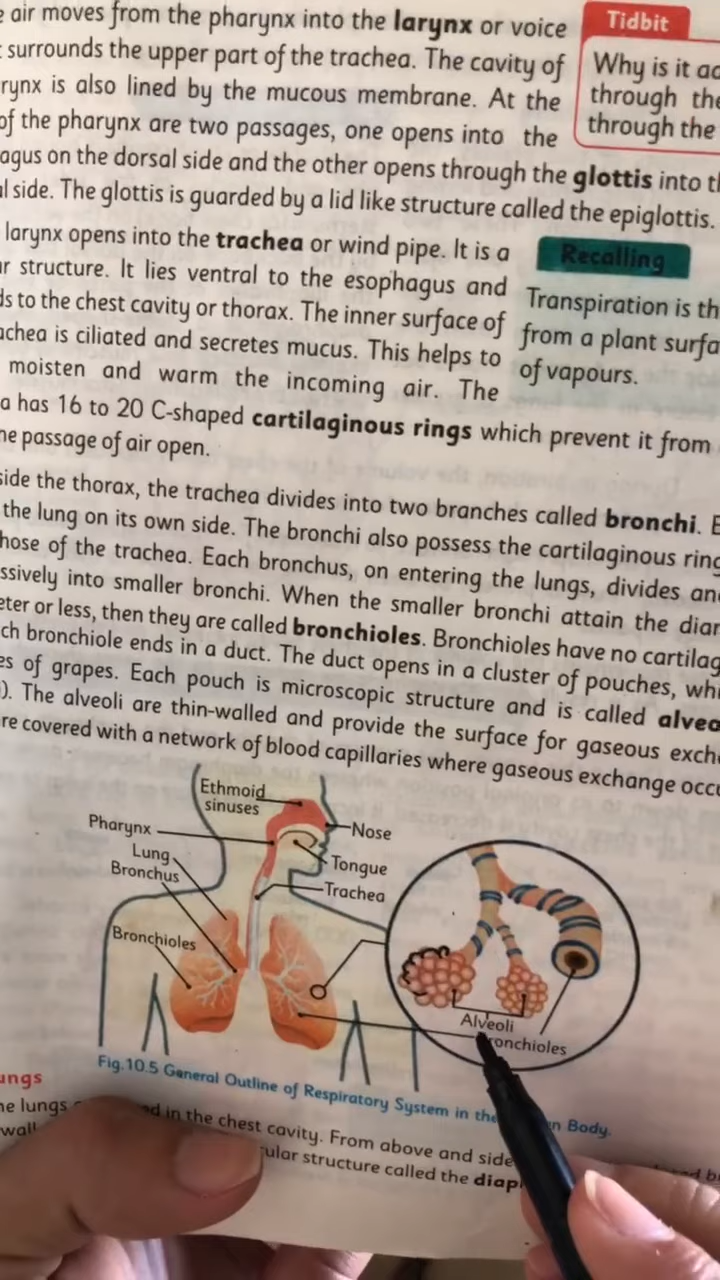 air moves from the pharynx into the larynx or voice
surrounds the upper part of the trachea. The cavity of
rynx is also lined by the mucous membrane. At the
of the pharynx are two passages, one opens into the
agus on the dorsal side and the other opens through the glottis into
al side. The glottis is guarded by a lid like structure called the epiglottis.
larynx opens into the trachea or wind pipe. It is a
structure. It lies ventral to the esophagus and
ds to the chest cavity or thorax. The inner surface of
achea is ciliated and secretes mucus. This helps to
moisten and warm the incoming air. The
a has 16 to 20 C-shaped cartilaginous rings which prevent it from
he passage of air open.
side the thorax, the trachea divides into two branches called bronchi.
the lung on its own side. The bronchi also possess the cartilaginous ring
hose of the trachea. Each bronchus, on entering the lungs, divides an
ssively into smaller bronchi. When the smaller bronchi attain the diam
eter or less, then they are called bronchioles. Bronchioles have no cartilag
ch bronchiole ends in a duct. The duct opens in a cluster of pouches, whi
es of grapes. Each pouch is microscopic structure and is called alveo
). The alveoli are thin-walled and provide the surface for gaseous exch
re covered with a network of blood capillaries where gaseous exchange occu
Tidbit
Why is it ad
through the
through the
Recalling
Transpiration is th
from a plant surfa
of vapours.
Ethmoid
sinuses
Pharynx
Nose
Lung
Tongue
Bronchus
Trachea
Bronchioles
Alveoli
ronchioles
Fig.10.5 General Outline of Respiratory System in the n Body.
ungs
he lungs d in the chest cavity. From above and side
wall ular structure called the diap